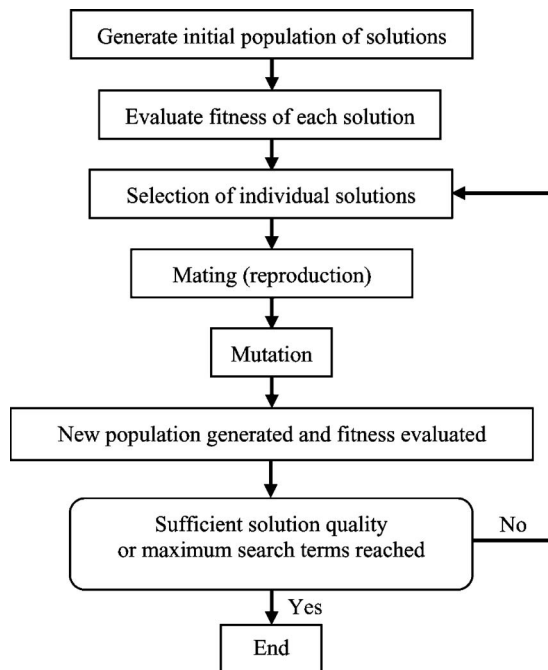 Generate initial population of solutions
Evaluate fitness of each solution
Selection of individual solutions
Mating (reproduction)
Mutation
New population generated and fitness evaluated
Sufficient solution quality
or maximum search terms reached
No
Yes
End